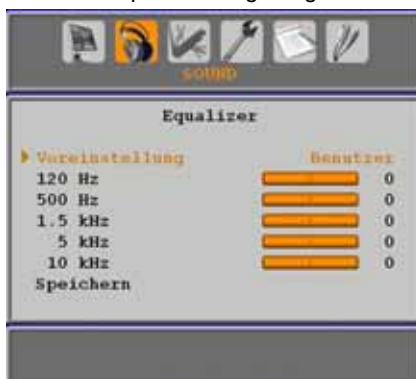 SOUND
Equalizer
Voreinstellung Benutzer
120 Hz 0
500 Hz 0
1.5 kHz 0
5 kHz 0
10 kHz 0
Speichern